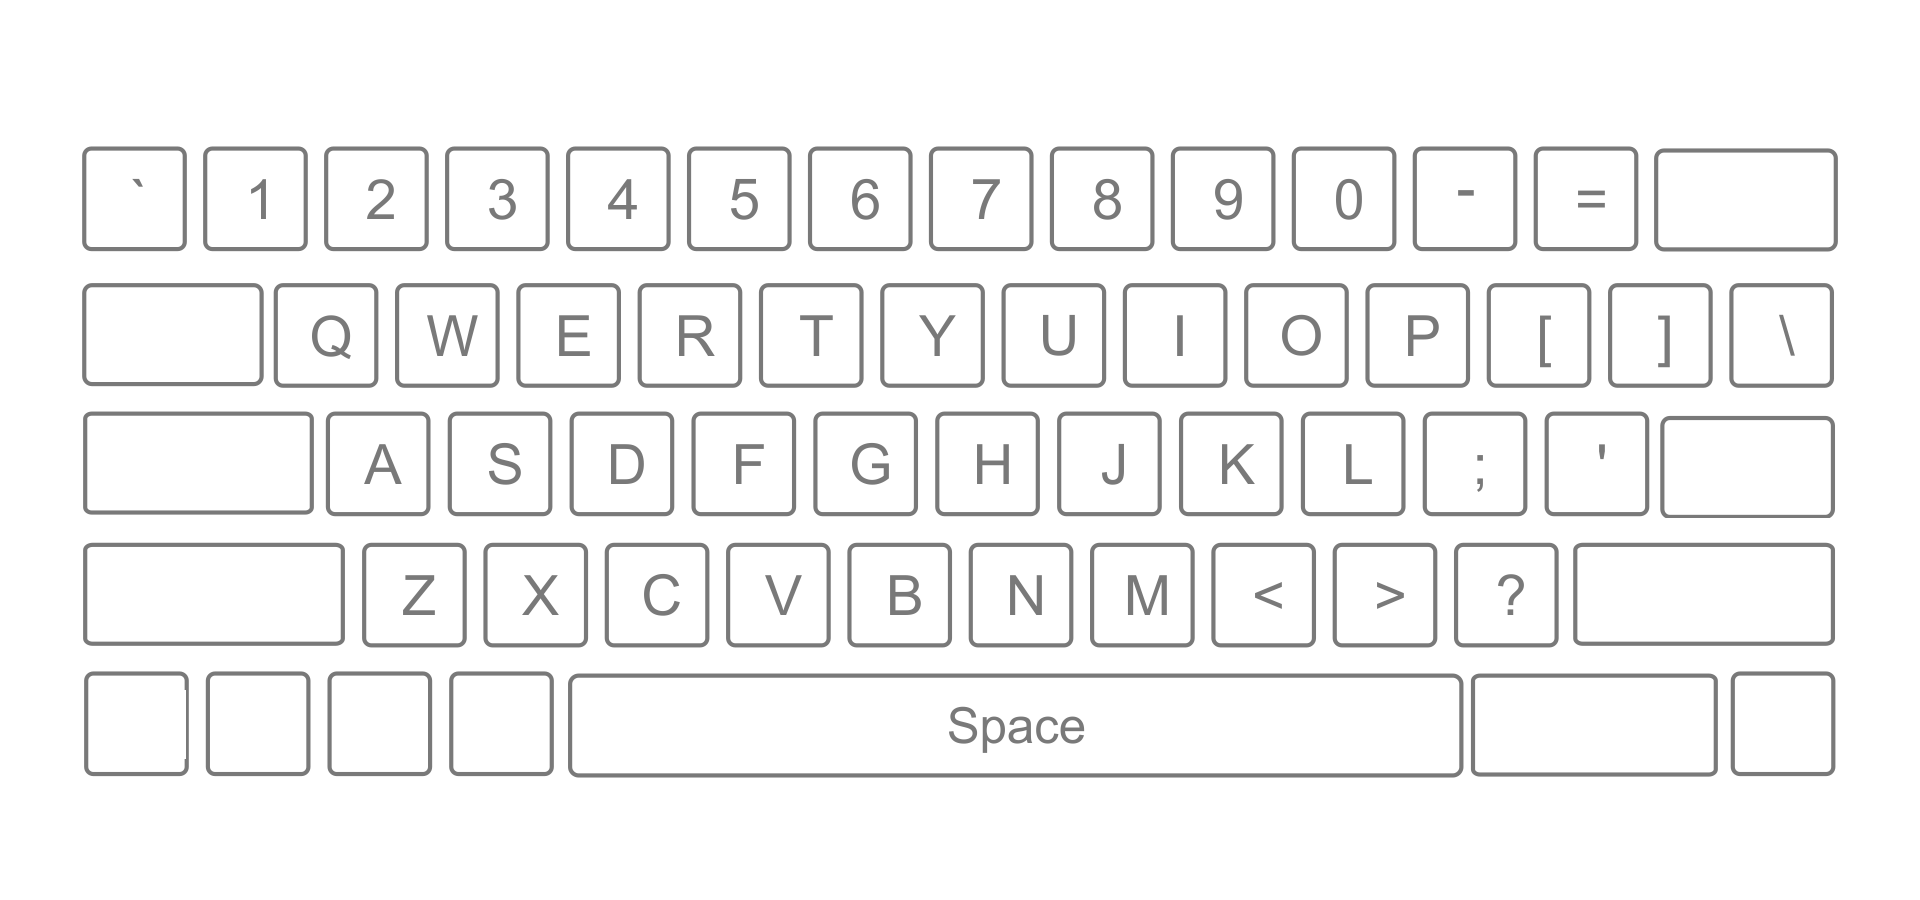 ` 1 2 3 4 5 6 7 8 9 0 - =
Q W E R T Y U I O P [ ] \
A S D F G H J K L ; '
Z X C V B N M < > ?
Space